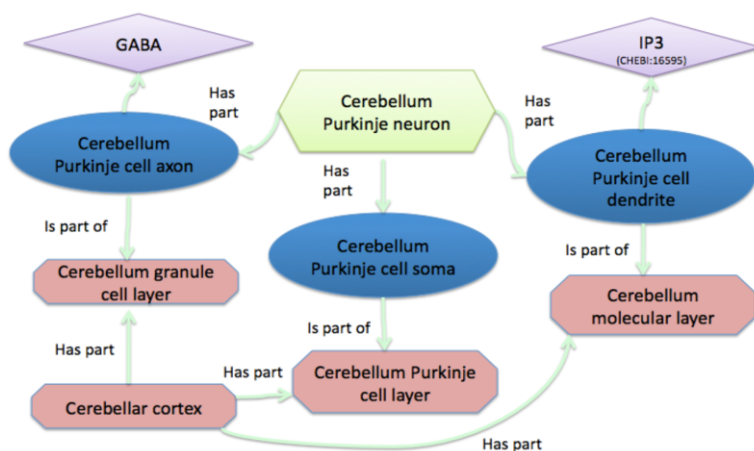 GABA
IP3
(CHEBI:16595)
Has
part
Cerebellum
Purkinje neuron
Has
part
Cerebellum
Purkinje cell axon
Has
part
Cerebellum
Purkinje cell
dendrite
Is part of
Cerebellum
Purkinje cell soma
Is part of
Cerebellum granule
cell layer
Cerebellum
molecular layer
Is part of
Has part
Has part
Cerebellum Purkinje
cell layer
Cerebellar cortex
Has part